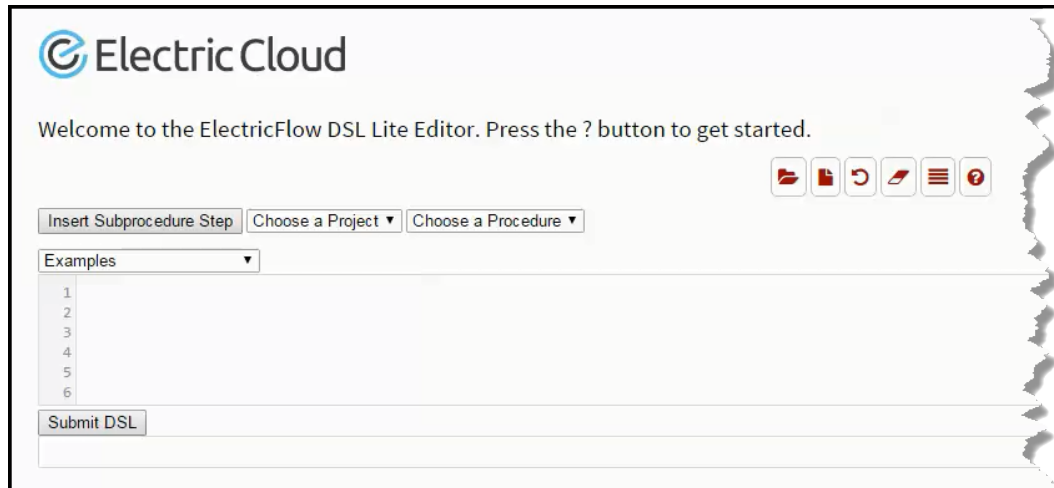 Electric Cloud
Welcome to the ElectricFlow DSL Lite Editor. Press the ? button to get started.
?
Insert Subprocedure Step Choose a Project ▼ Choose a Procedure ▼
Examples ▼
1
2
3
4
5
6
Submit DSL